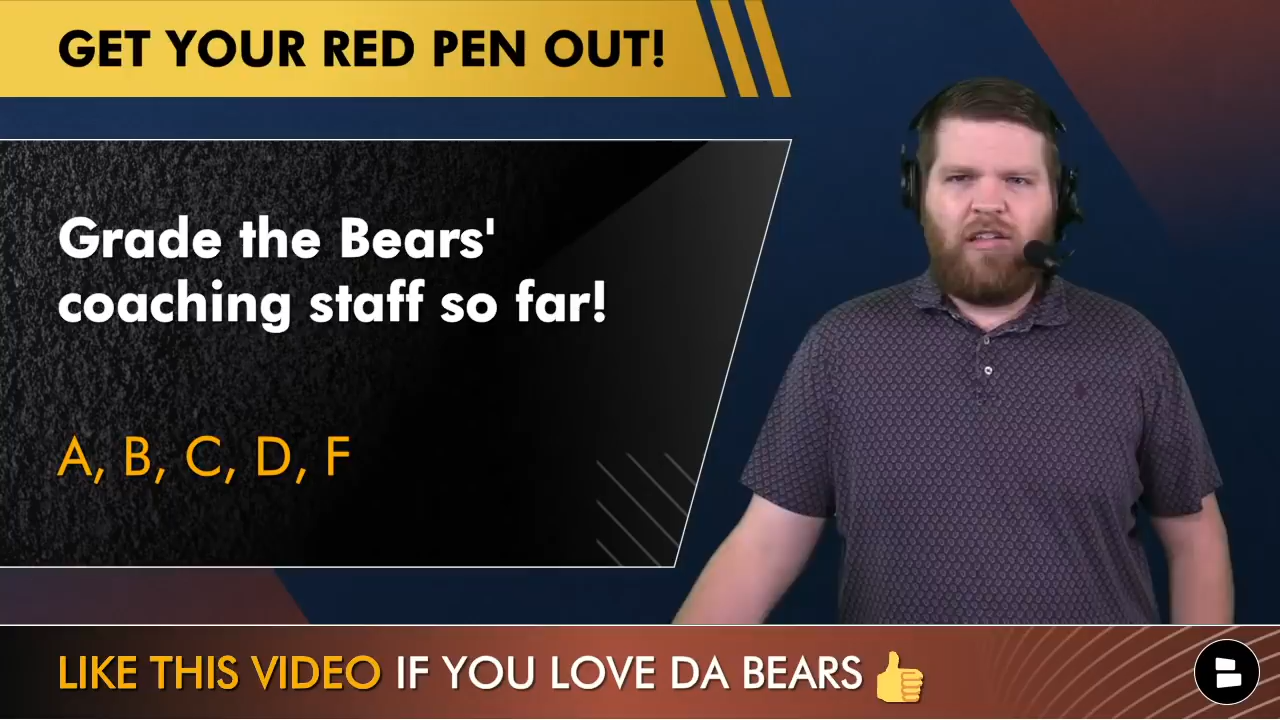 GET YOUR RED PEN OUT!
Grade the Bears'
coaching staff so far!
A, B, C, D, F
LIKE THIS VIDEO IF YOU LOVE DA BEARS 👍